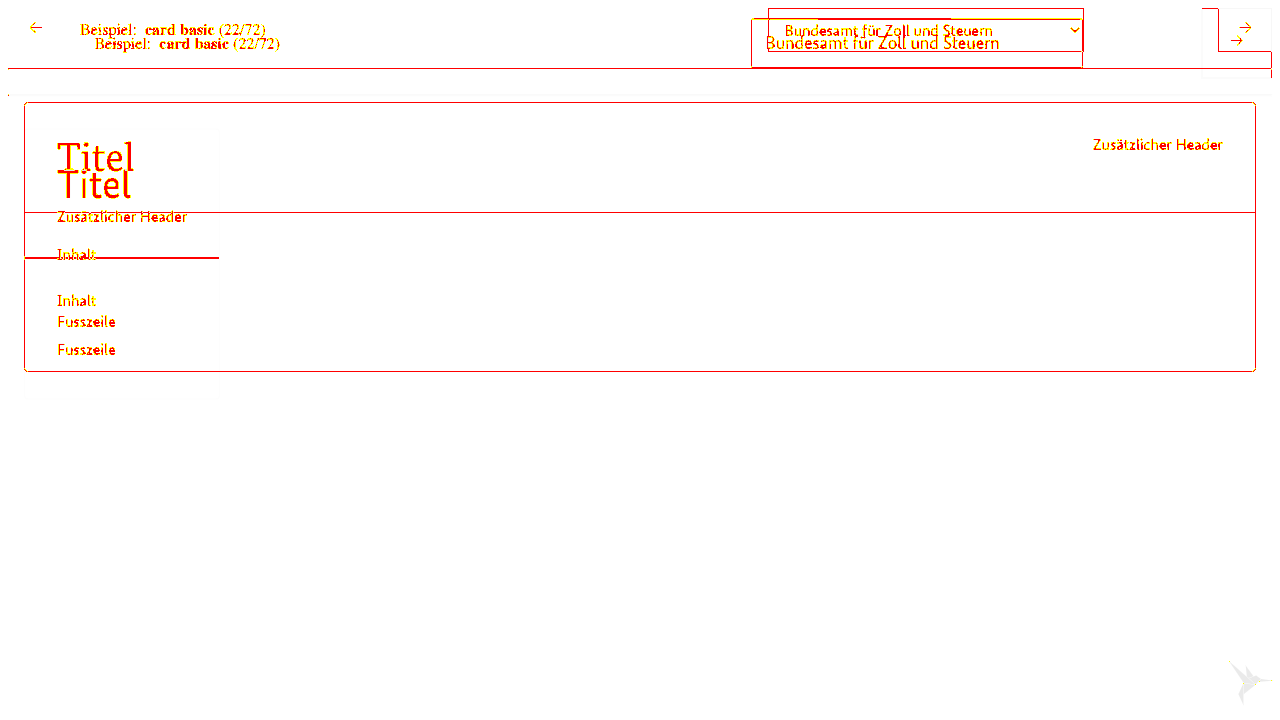 Beispiel: card basic (22/72)
Beispiel: card basic (22/72)
Bundesamt für Zoll und Steuern
Bundesamt für Zoll und Steuern
Zusätzlicher Header
Titel
Titel
Zusätzlicher Header
Inhalt
Inhalt
Fusszeile
Fusszeile